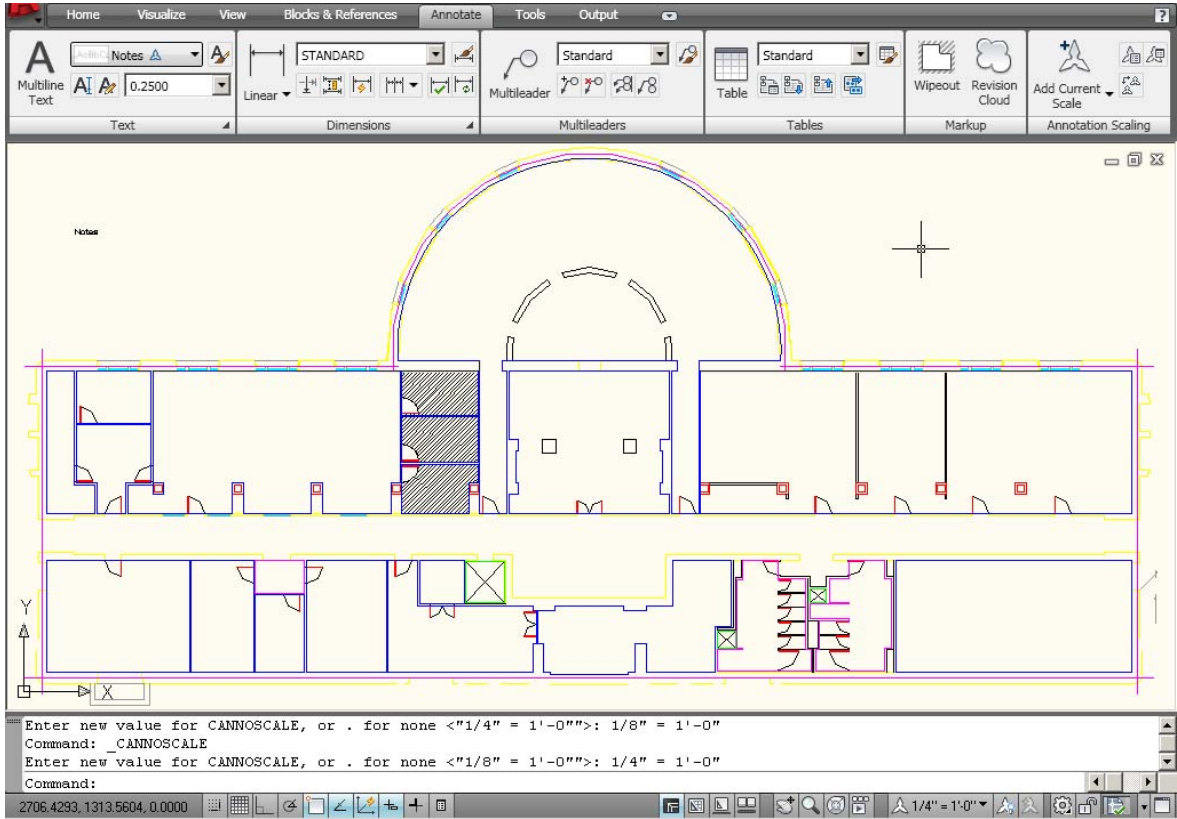 Home Visualize View Blocks & References Annotate Tools Output
?
A Notes STANDARD Standard Standard
Multiline Text
0.2500
Linear
Multileader
Table
Wipeout
Revision Cloud
Add Current Scale
Text Dimensions Multileaders Tables Markup Annotation Scaling
Notes
Y
X
Enter new value for CANNOSCALE, or . for none <"1/4" = 1'-0"">: 1/8" = 1'-0"
Command: _CANNOSCALE
Enter new value for CANNOSCALE, or . for none <"1/8" = 1'-0"">: 1/4" = 1'-0"
Command:
2706.4293, 1313.5604, 0.0000 1/4" = 1'-0"